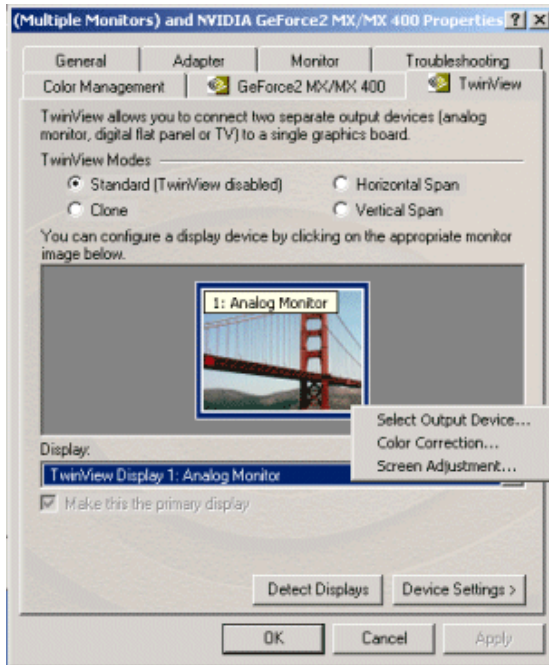 (Multiple Monitors) and NVIDIA GeForce2 MX/MX 400 Properties
General Adapter Monitor Troubleshooting
Color Management GeForce2 MX/MX 400 TwinView
TwinView allows you to connect two separate output devices (analog
monitor, digital flat panel or TV) to a single graphics board.
TwinView Modes
Standard (TwinView disabled) Horizontal Span
Clone Vertical Span
You can configure a display device by clicking on the appropriate monitor
image below.
1: Analog Monitor
Select Output Device...
Color Correction...
Screen Adjustment...
Display:
TwinView Display 1: Analog Monitor
Make this the primary display
Detect Displays Device Settings >
OK Cancel Apply